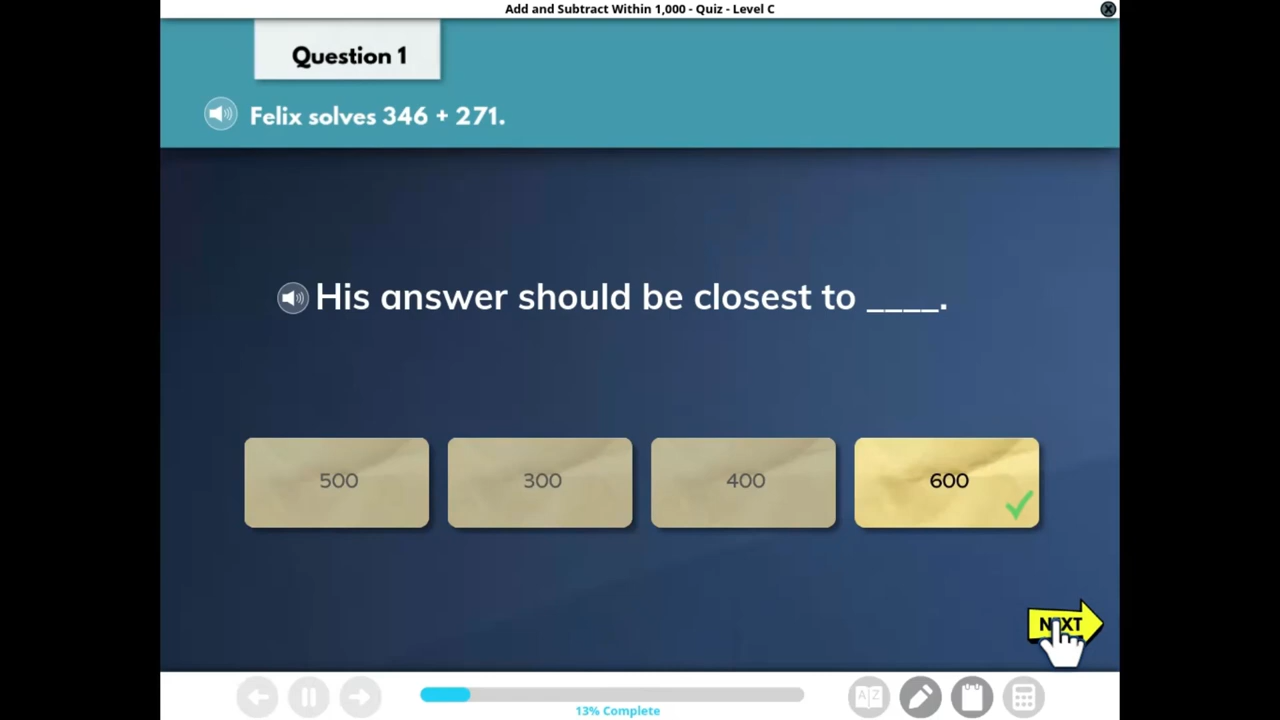 Add and Subtract Within 1,000 - Quiz - Level C
Question 1
Felix solves 346 + 271.
His answer should be closest to ____.
500
300
400
600
NEXT
13% Complete
A Z